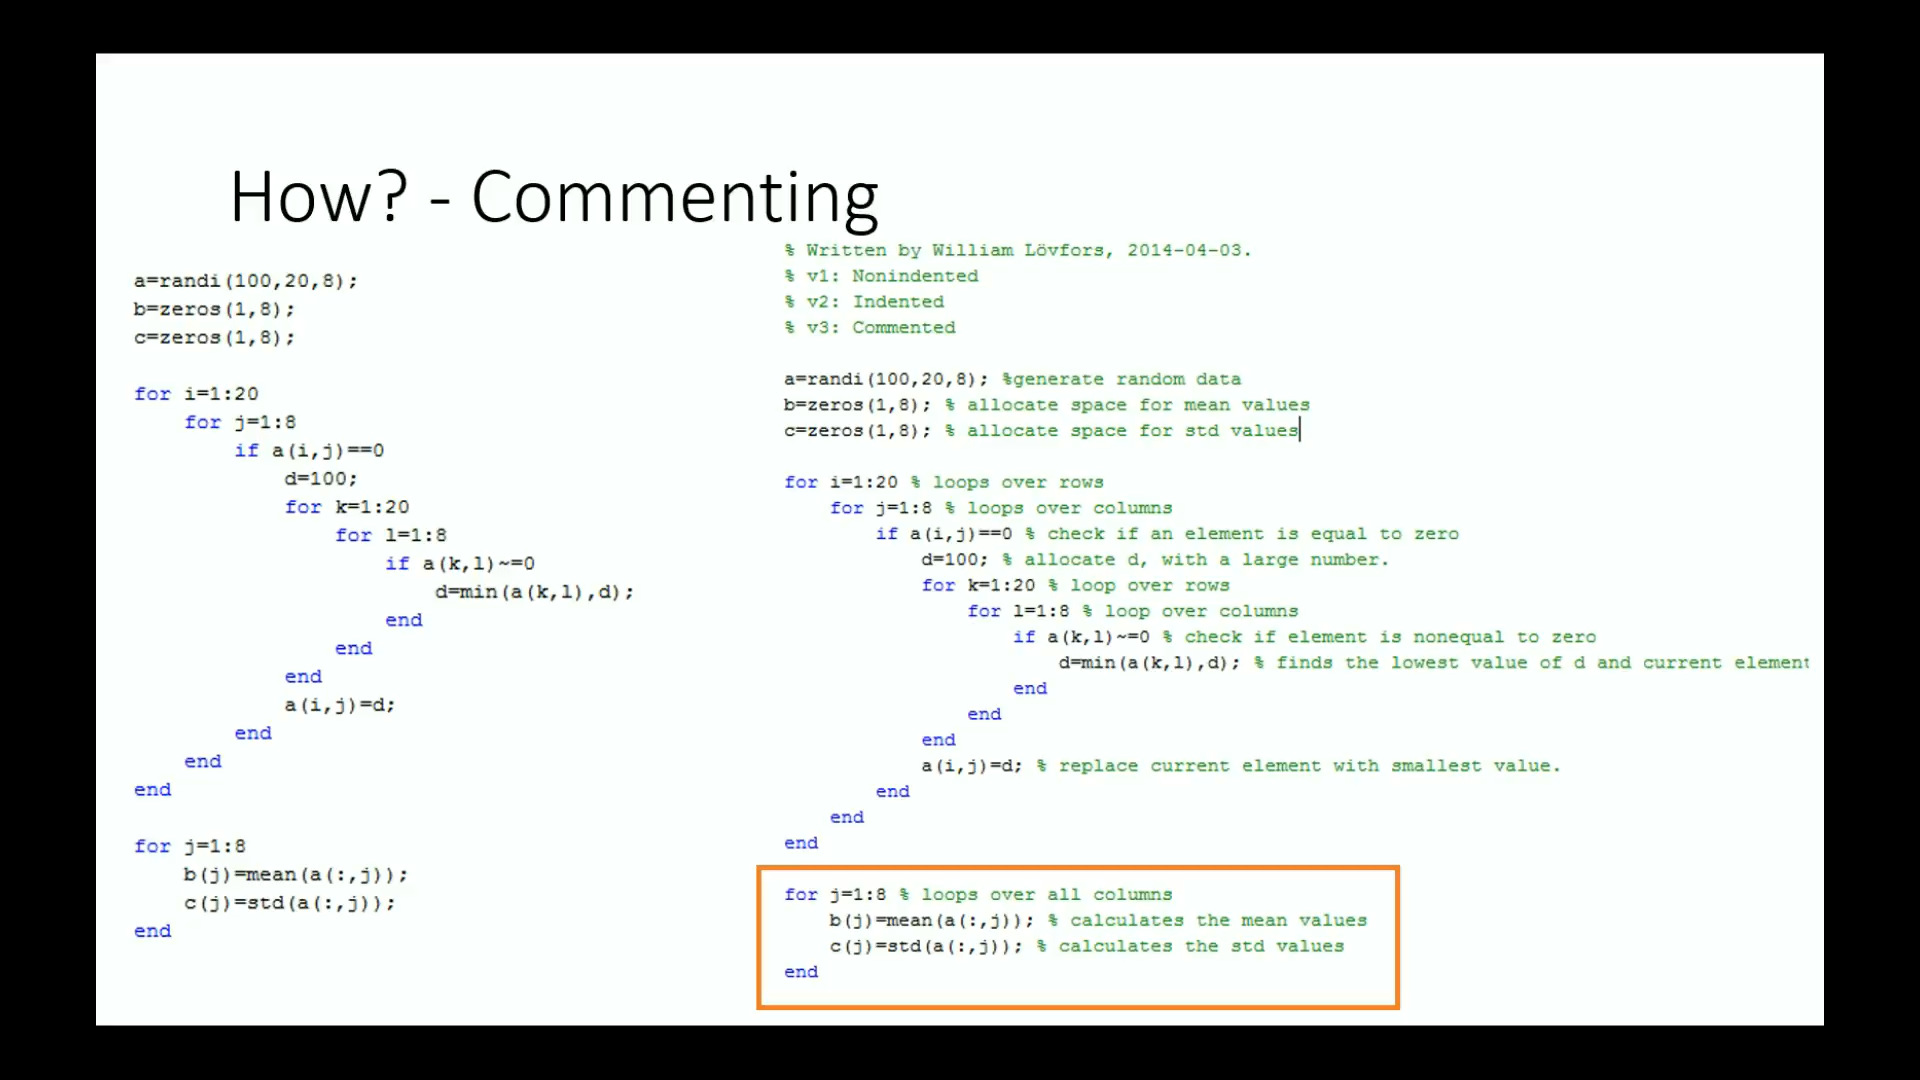 How? - Commenting
a=randi(100,20,8);
b=zeros(1,8);
c=zeros(1,8);
for i=1:20
    for j=1:8
        if a(i,j)==0
            d=100;
            for k=1:20
                for l=1:8
                    if a(k,l)~=0
                        d=min(a(k,l),d);
                    end
                end
            end
            a(i,j)=d;
        end
    end
end
for j=1:8
    b(j)=mean(a(:,j));
    c(j)=std(a(:,j));
end
% Written by William Lövfors, 2014-04-03.
% v1: Nonindented
% v2: Indented
% v3: Commented
a=randi(100,20,8); %generate random data
b=zeros(1,8); % allocate space for mean values
c=zeros(1,8); % allocate space for std values
for i=1:20 % loops over rows
    for j=1:8 % loops over columns
        if a(i,j)==0 % check if an element is equal to zero
            d=100; % allocate d, with a large number.
            for k=1:20 % loop over rows
                for l=1:8 % loop over columns
                    if a(k,l)~=0 % check if element is nonequal to zero
                        d=min(a(k,l),d); % finds the lowest value of d and current element
                    end
                end
            end
            a(i,j)=d; % replace current element with smallest value.
        end
    end
end
for j=1:8 % loops over all columns
    b(j)=mean(a(:,j)); % calculates the mean values
    c(j)=std(a(:,j)); % calculates the std values
end